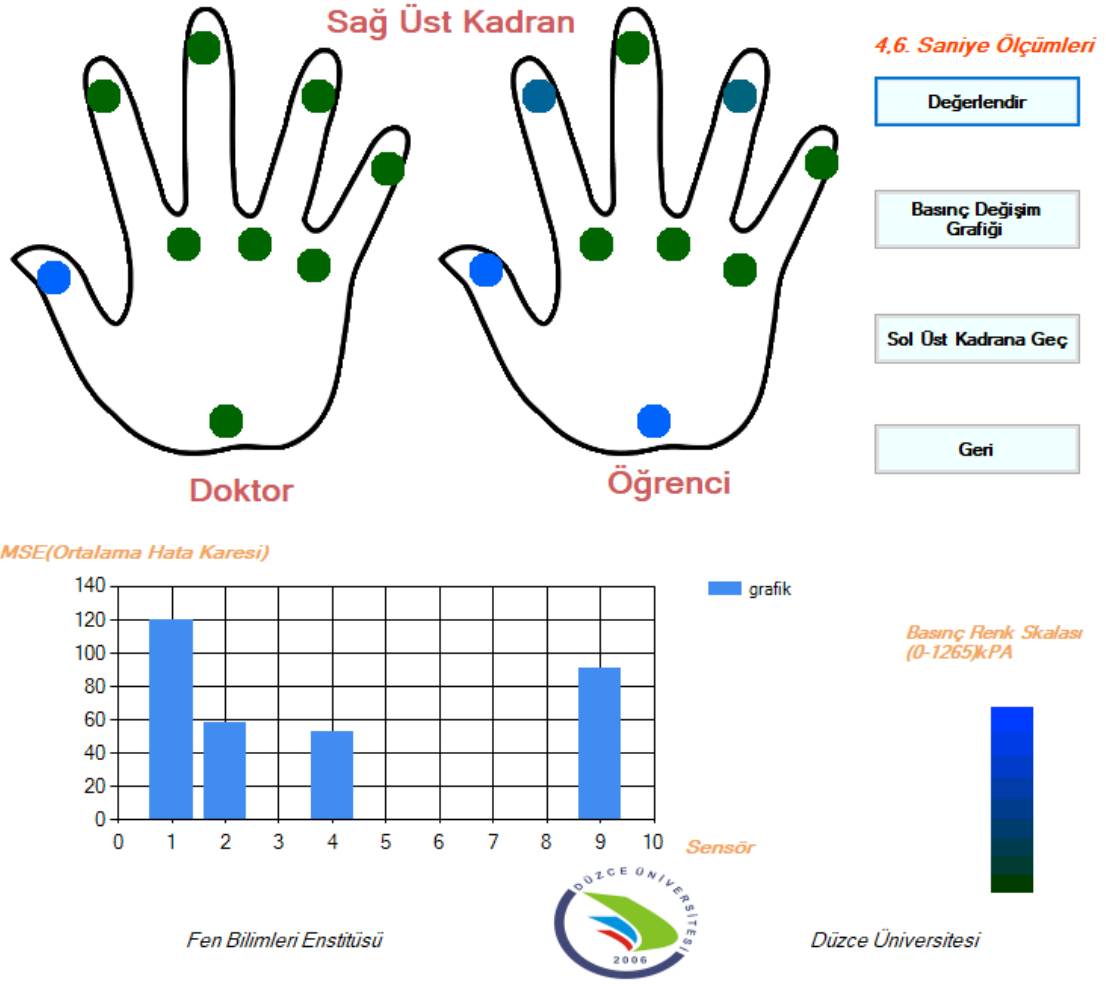 Sağ Üst Kadran
4.6. Saniye Ölçümleri
Değerlendir
Basınç Değişim
Grafiği
Sol Üst Kadrana Geç
Geri
Doktor
Öğrenci
MSE(Ortalama Hata Karesi)
140
120
100
80
60
40
20
0
0 1 2 3 4 5 6 7 8 9 10
Sensör
grafik
Basınç Renk Skalası
(0-1265)kPA
Fen Bilimleri Enstitüsü
DÜZCE ÜNİVERSİTESİ
2006
Düzce Üniversitesi